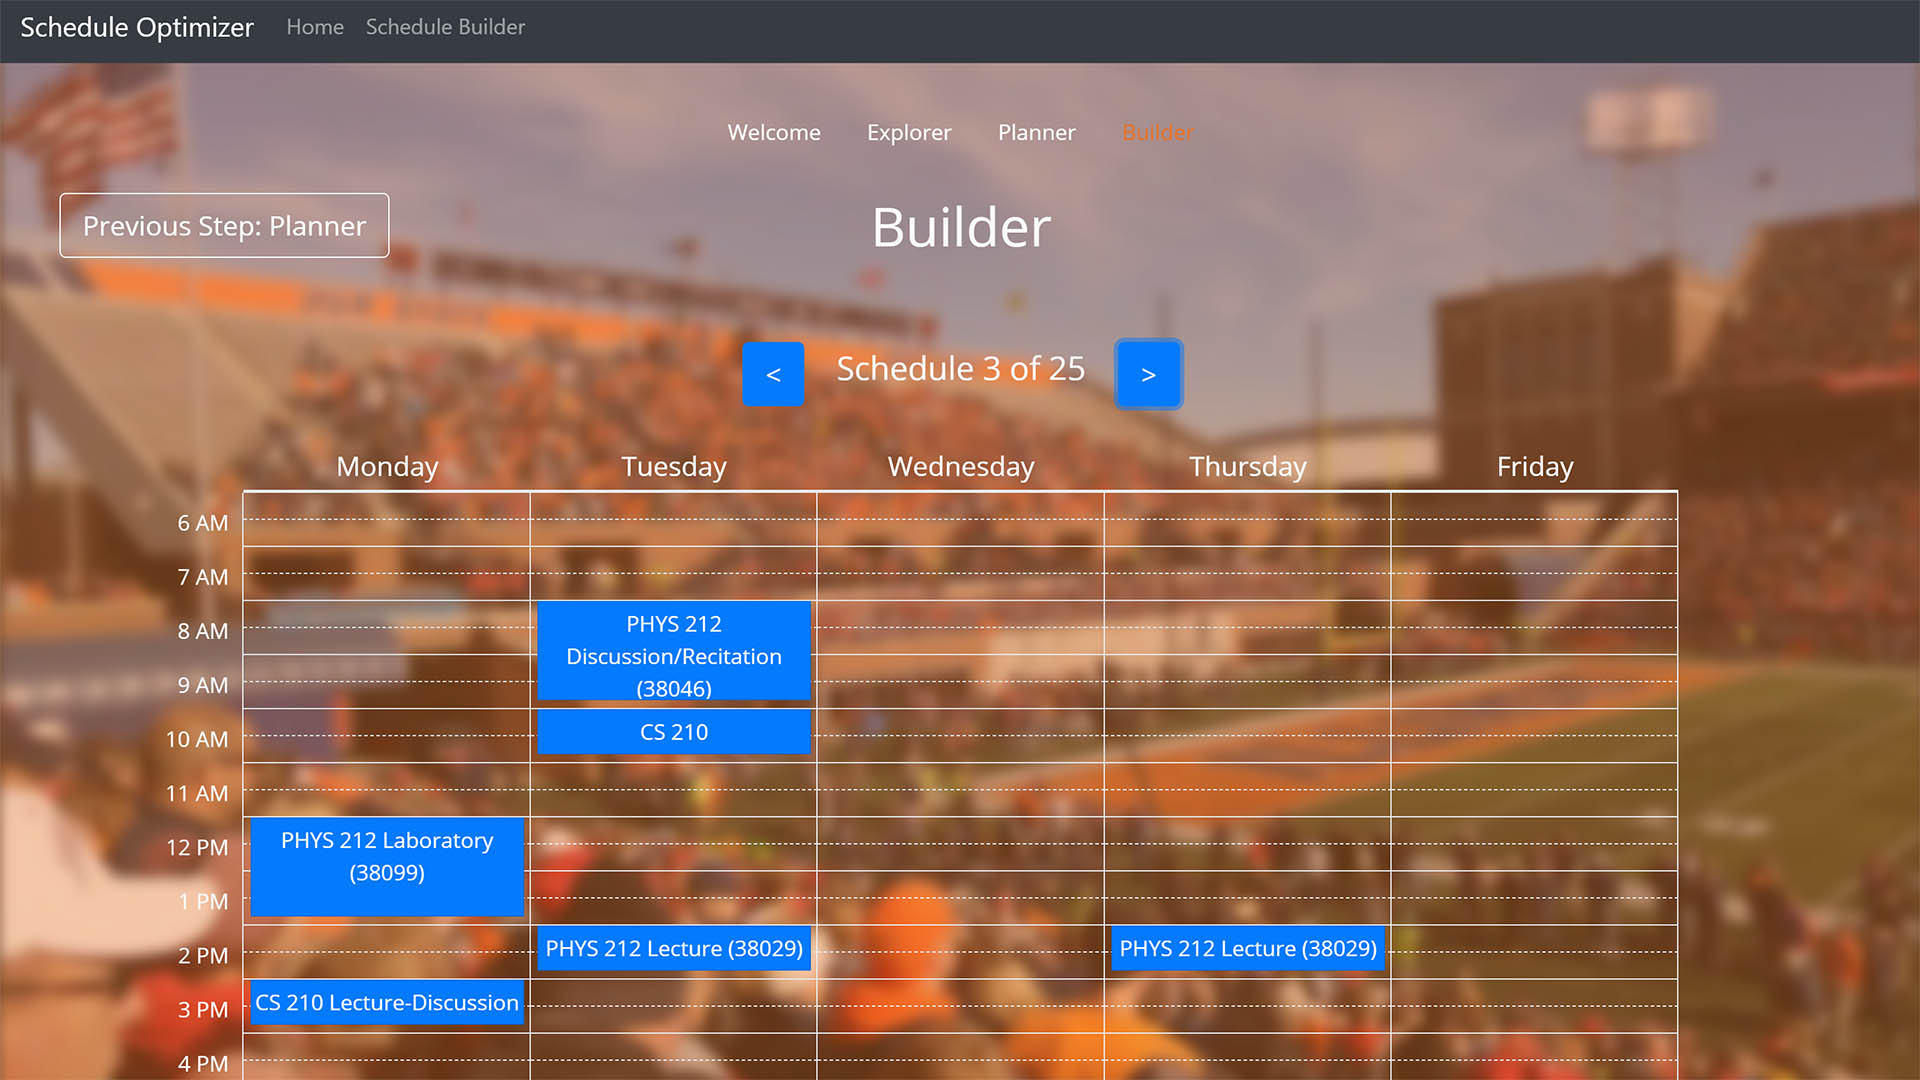 Schedule Optimizer Home Schedule Builder
Welcome Explorer Planner Builder
Previous Step: Planner
Builder
< Schedule 3 of 25 >
Monday Tuesday Wednesday Thursday Friday
6 AM
7 AM
8 AM
PHYS 212
Discussion/Recitation
(38046)
9 AM
10 AM
CS 210
11 AM
12 PM
PHYS 212 Laboratory
(38099)
1 PM
2 PM
PHYS 212 Lecture (38029)
PHYS 212 Lecture (38029)
3 PM
CS 210 Lecture-Discussion
4 PM